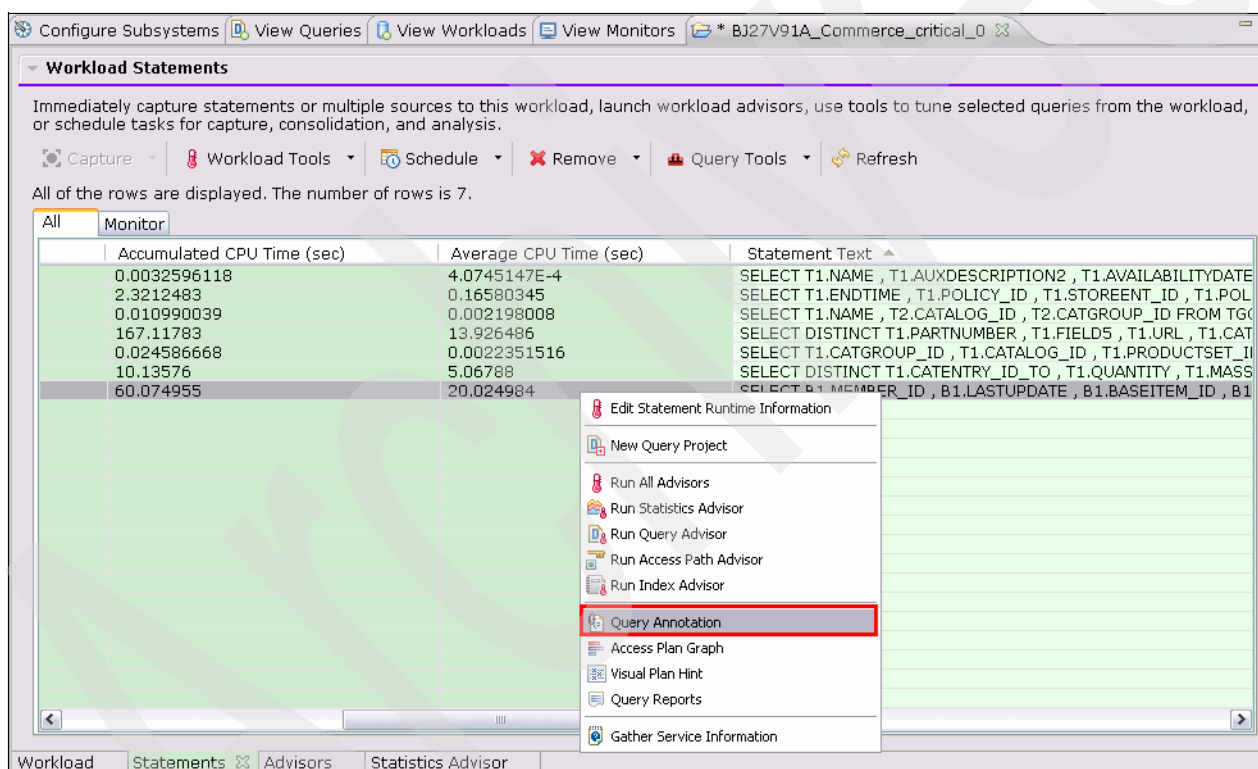 Configure Subsystems View Queries View Workloads View Monitors * BJ27V91A_Commerce_critical_0
Workload Statements
Immediately capture statements or multiple sources to this workload, launch workload advisors, use tools to tune selected queries from the workload,
or schedule tasks for capture, consolidation, and analysis.
Capture Workload Tools Schedule Remove Query Tools Refresh
All of the rows are displayed. The number of rows is 7.
All Monitor
Accumulated CPU Time (sec) Average CPU Time (sec) Statement Text
0.0032596118 4.0745147E-4 SELECT T1.NAME , T1.AUXDESCRIPTION2 , T1.AVAILABILITYDATE
2.3212483 0.16580345 SELECT T1.ENDTIME , T1.POLICY_ID , T1.STOREENT_ID , T1.POL
0.010990039 0.002198008 SELECT T1.NAME , T2.CATALOG_ID , T2.CATGROUP_ID FROM
167.11783 13.926486 SELECT DISTINCT T1.PARTNUMBER , T1.FIELD5 , T1.URL , T1.CAT
0.024586668 0.0022351516 SELECT T1.CATGROUP_ID , T1.CATALOG_ID , T1.PRODUCTSET_I
10.13576 5.06788 SELECT DISTINCT T1.CATENTRY_ID_TO , T1.QUANTITY , T1.MASS
60.074955 20.024984 SELECT B1.MEMBER_ID , B1.LASTUPDATE , B1.BASEITEM_ID , B1
Edit Statement Runtime Information
New Query Project
Run All Advisors
Run Statistics Advisor
Run Query Advisor
Run Access Path Advisor
Run Index Advisor
Query Annotation
Access Plan Graph
Visual Plan Hint
Query Reports
Gather Service Information
Workload Statements Advisors Statistics Advisor